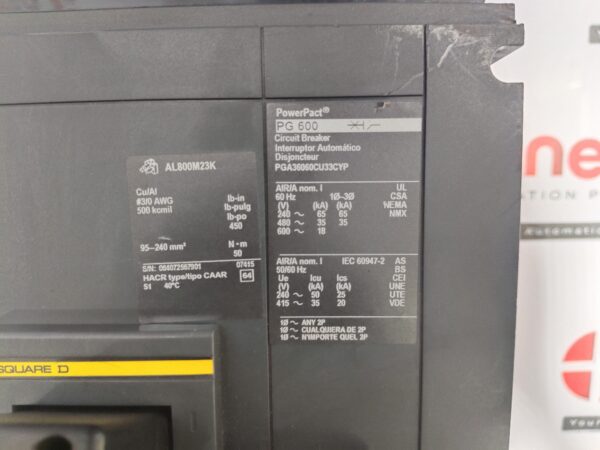 AL800M23K
Cu/Al
#3/0 AWG
500 kcmil
lb-in
lb-pulg
lb-po
450
95–240 mm²
N•m
50
S/N: 064072567901 07415
HACR type/tipo CAAR 64
S1 40°C
PowerPact®
PG 600
Circuit Breaker
Interruptor Automático
Disjoncteur
PGA36060CU33CYP
AIR/A nom. I UL
60 Hz 1Ø–3Ø CSA
(V) (kA) (kA) NEMA
240 ~ 65 65 NMX
480 ~ 35 35
600 ~ 18
AIR/A nom. I IEC 60947-2 AS
50/60 Hz BS
Ue Icu Ics CEI
(V) (kA) (kA) UNE
240 ~ 50 25 UTE
415 ~ 35 20 VDE
1Ø ~ ANY 2P
1Ø ~ CUALQUIERA DE 2P
1Ø ~ N'IMPORTE QUEL 2P
SQUARE D
ne
ATION P
Your